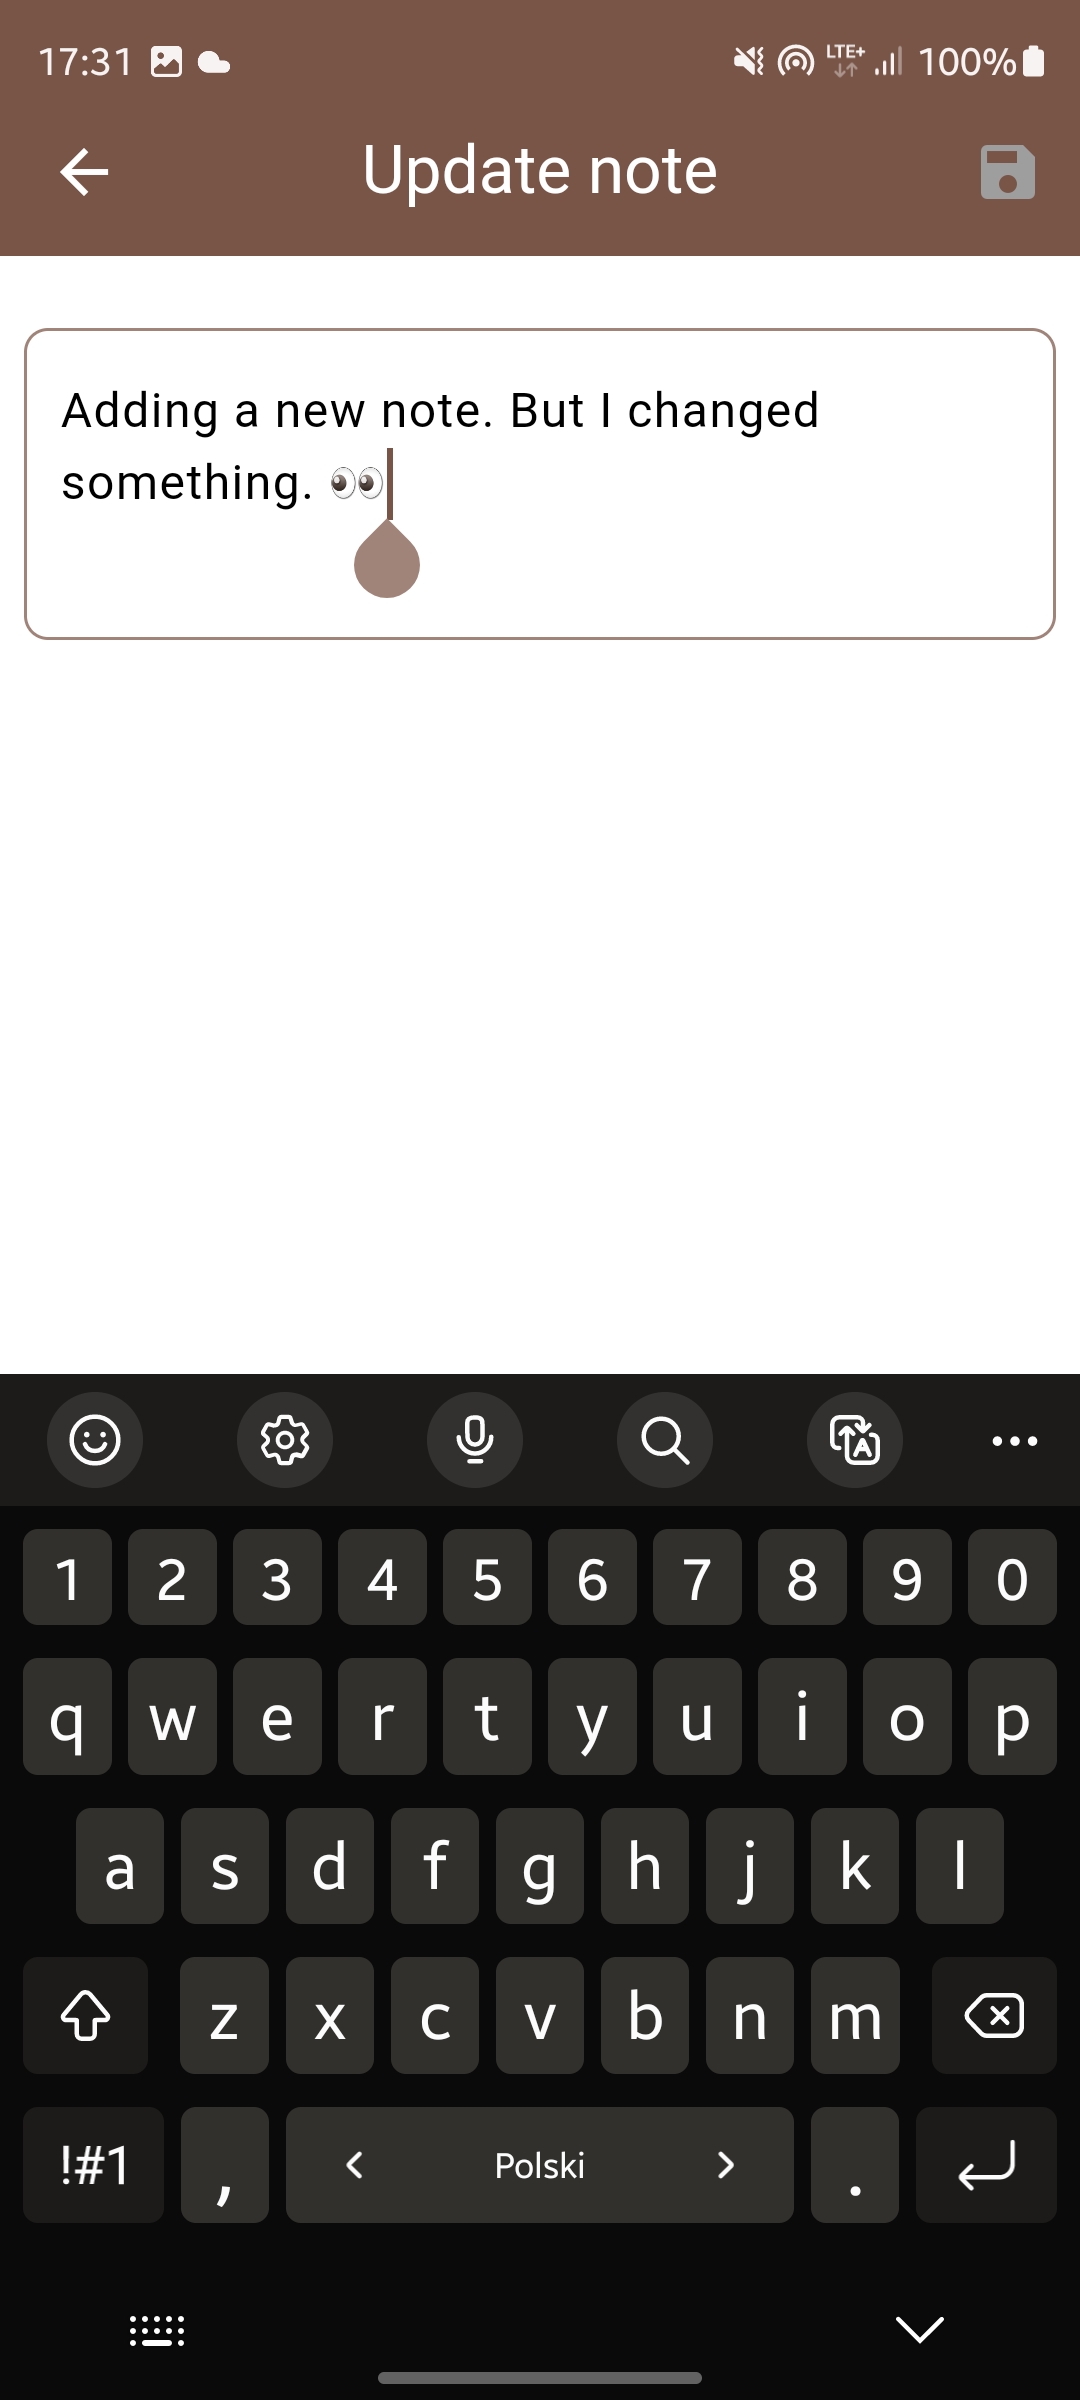 17:31 LTE+ 100%
Update note
Adding a new note. But I changed
something. 👀
1 2 3 4 5 6 7 8 9 0
q w e r t y u i o p
a s d f g h j k l
z x c v b n m
!#1 , < Polski > .